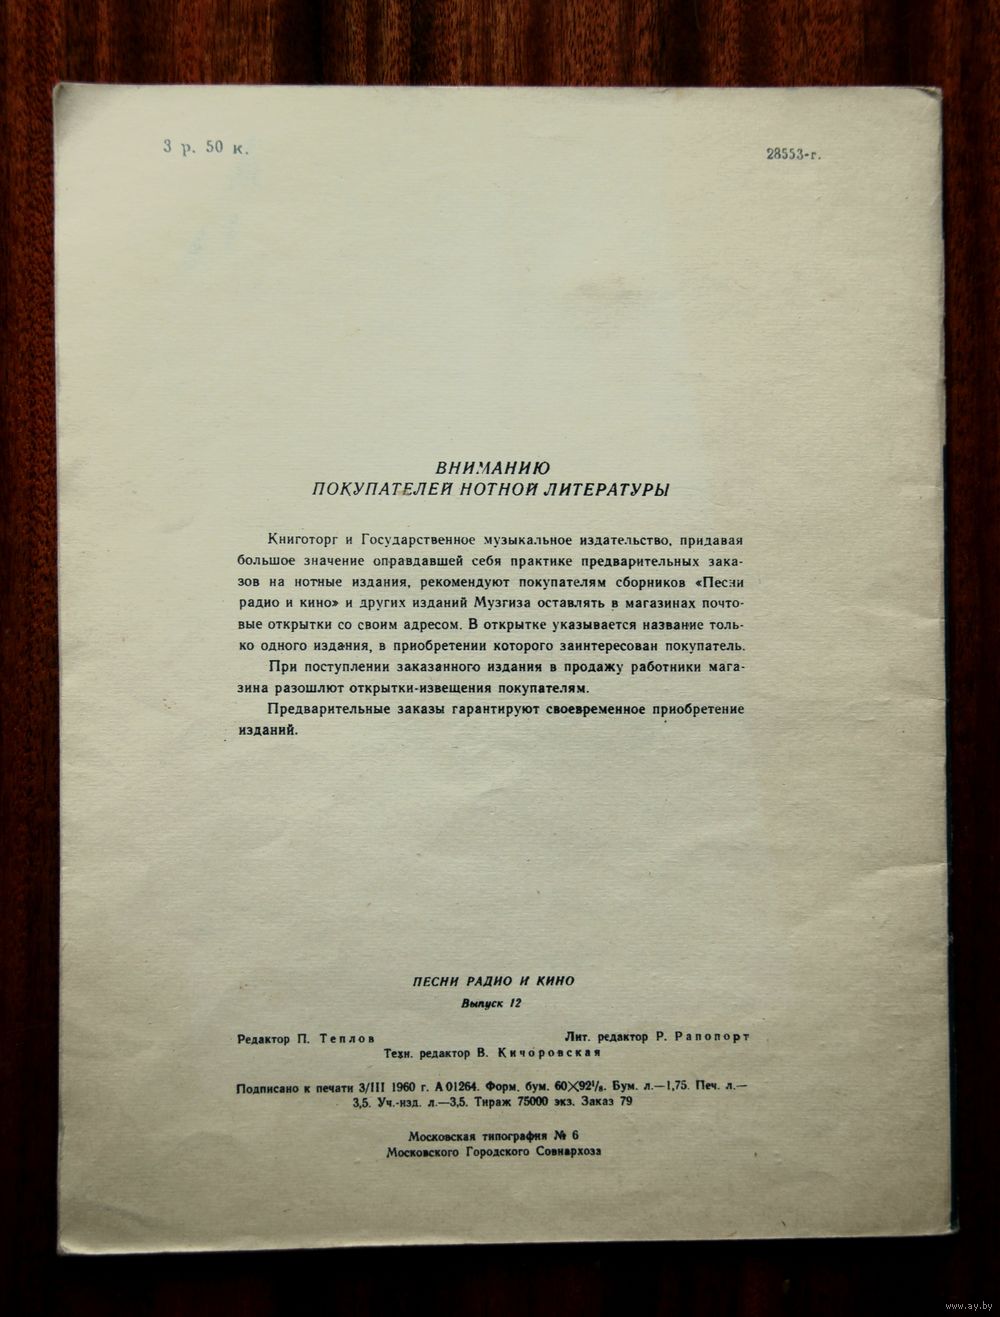 3 р. 50 к.
28553-г.
ВНИМАНИЮ
ПОКУПАТЕЛЕЙ НОТНОЙ ЛИТЕРАТУРЫ
Книготорг и Государственное музыкальное издательство, придавая
большое значение оправдавшей себя практике предварительных зака-
зов на нотные издания, рекомендуют покупателям сборников «Песни
радио и кино» и других изданий Музгиза оставлять в магазинах почто-
вые открытки со своим адресом. В открытке указывается название толь-
ко одного издания, в приобретении которого заинтересован покупатель.
При поступлении заказанного издания в продажу работники мага-
зина разошлют открытки-извещения покупателям.
Предварительные заказы гарантируют своевременное приобретение
изданий.
ПЕСНИ РАДИО И КИНО
Выпуск 12
Редактор П. Теплов Лит. редактор Р. Рапопорт
Техн. редактор В. Кичоровская
Подписано к печати 3/III 1960 г. А 01264. Форм. бум. 60×92¹/₈. Бум. л.—1,75. Печ. л.—
3,5. Уч.-изд. л.—3,5. Тираж 75000 экз. Заказ 79
Московская типография № 6
Московского Городского Совнархоза
www.ay.by